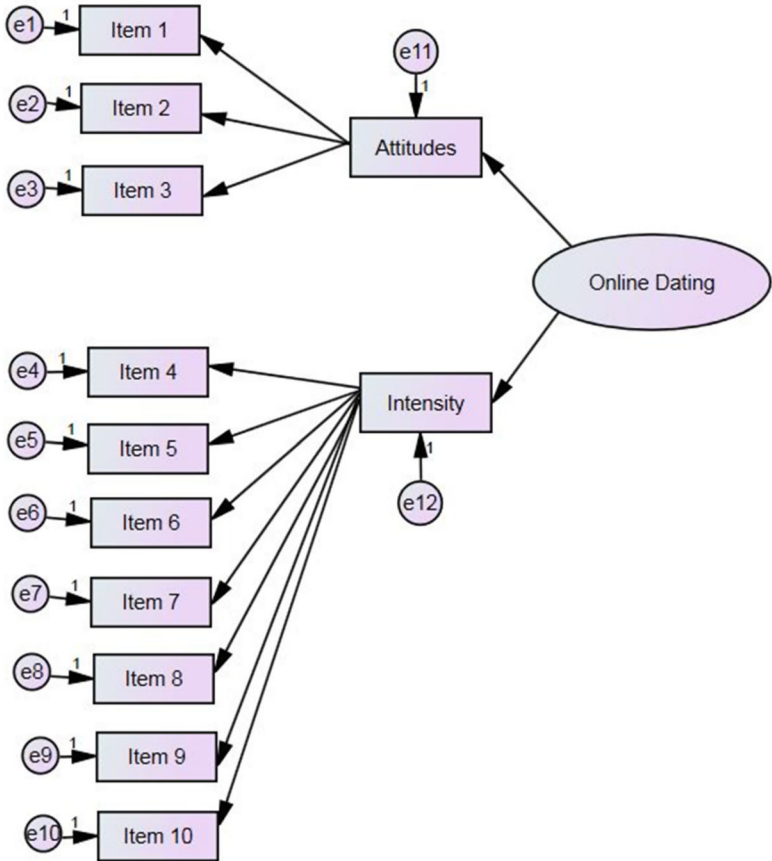 e1
1
Item 1
e2
1
Item 2
e3
1
Item 3
e11
1
Attitudes
Online Dating
e4
1
Item 4
e5
1
Item 5
e6
1
Item 6
e7
1
Item 7
e8
1
Item 8
e9
1
Item 9
e10
1
Item 10
Intensity
1
e12